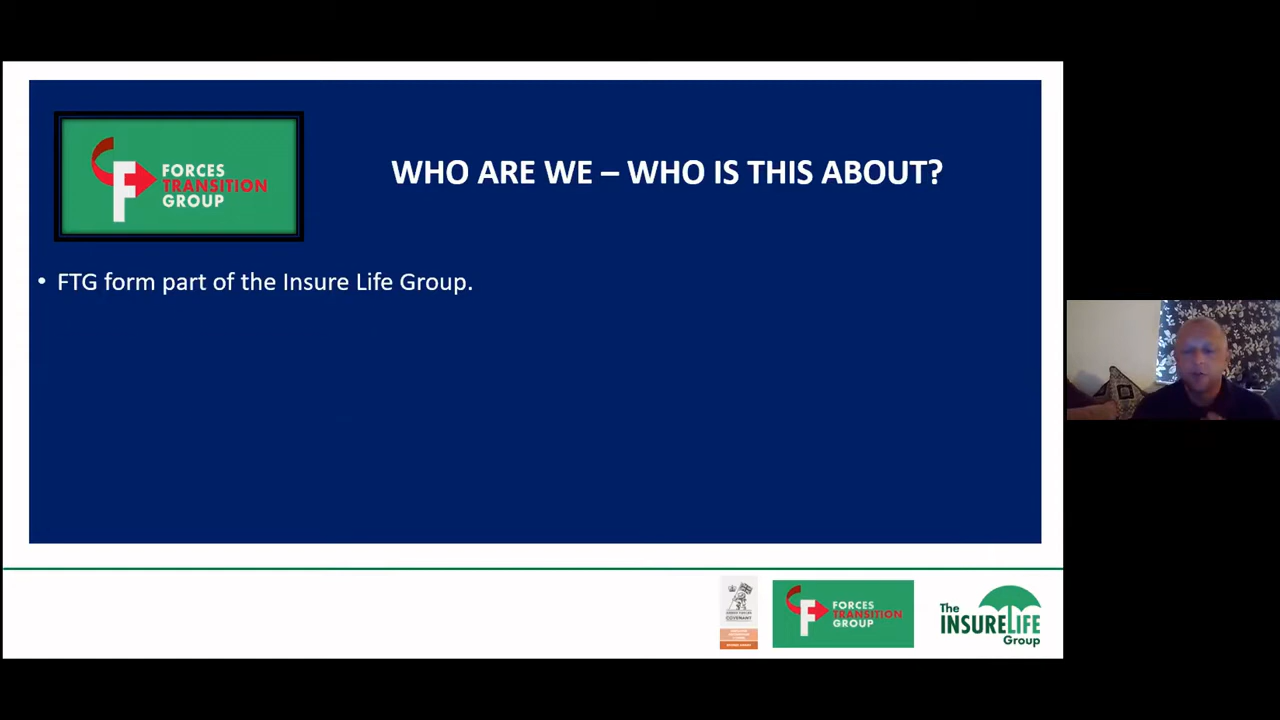 FORCES
TRANSITION
GROUP
WHO ARE WE – WHO IS THIS ABOUT?
• FTG form part of the Insure Life Group.
COVENANT
FORCES
TRANSITION
GROUP
The
INSURELIFE
Group